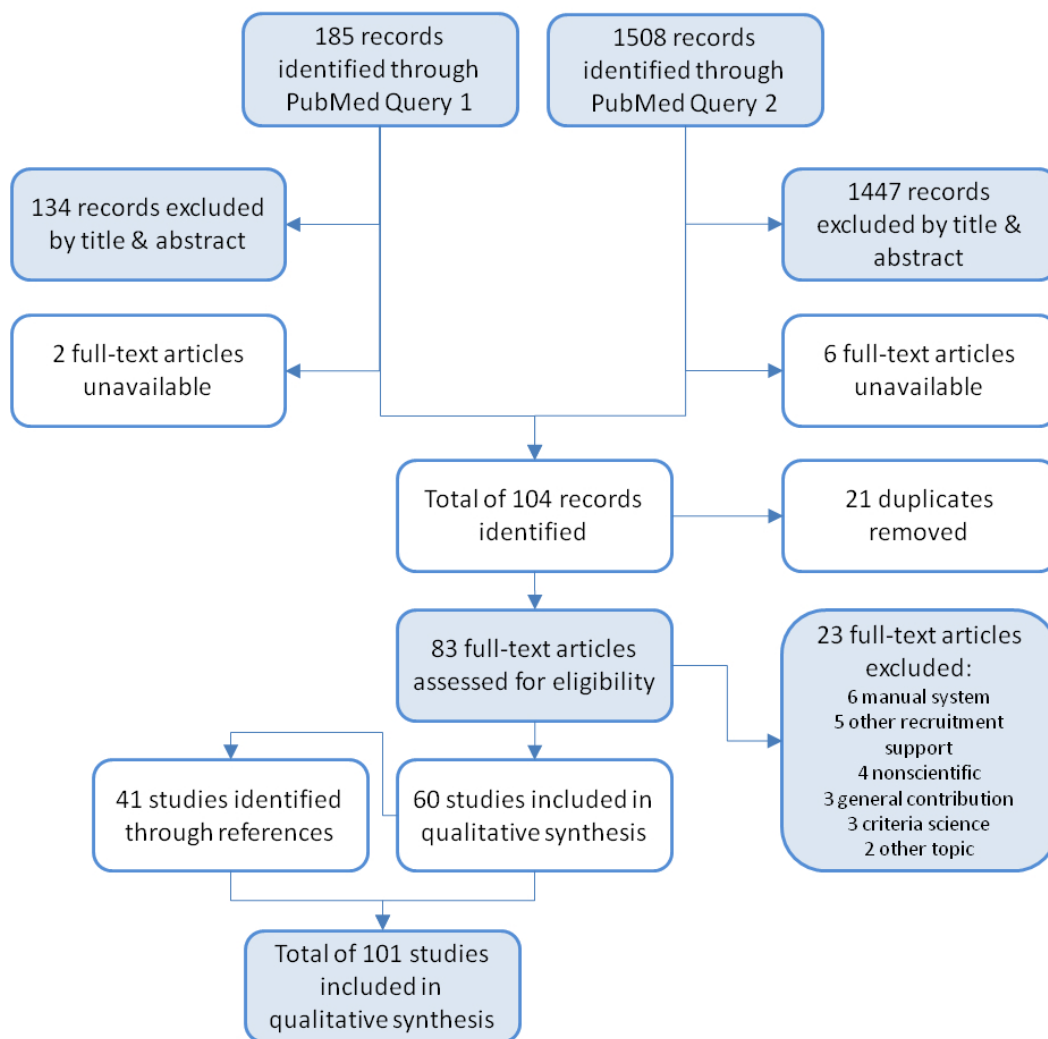 185 records
identified through
PubMed Query 1
1508 records
identified through
PubMed Query 2
134 records excluded
by title & abstract
1447 records
excluded by title &
abstract
2 full-text articles
unavailable
6 full-text articles
unavailable
Total of 104 records
identified
21 duplicates
removed
83 full-text articles
assessed for eligibility
23 full-text articles
excluded:
6 manual system
5 other recruitment
support
4 nonscientific
3 general contribution
3 criteria science
2 other topic
41 studies identified
through references
60 studies included in
qualitative synthesis
Total of 101 studies
included in
qualitative synthesis